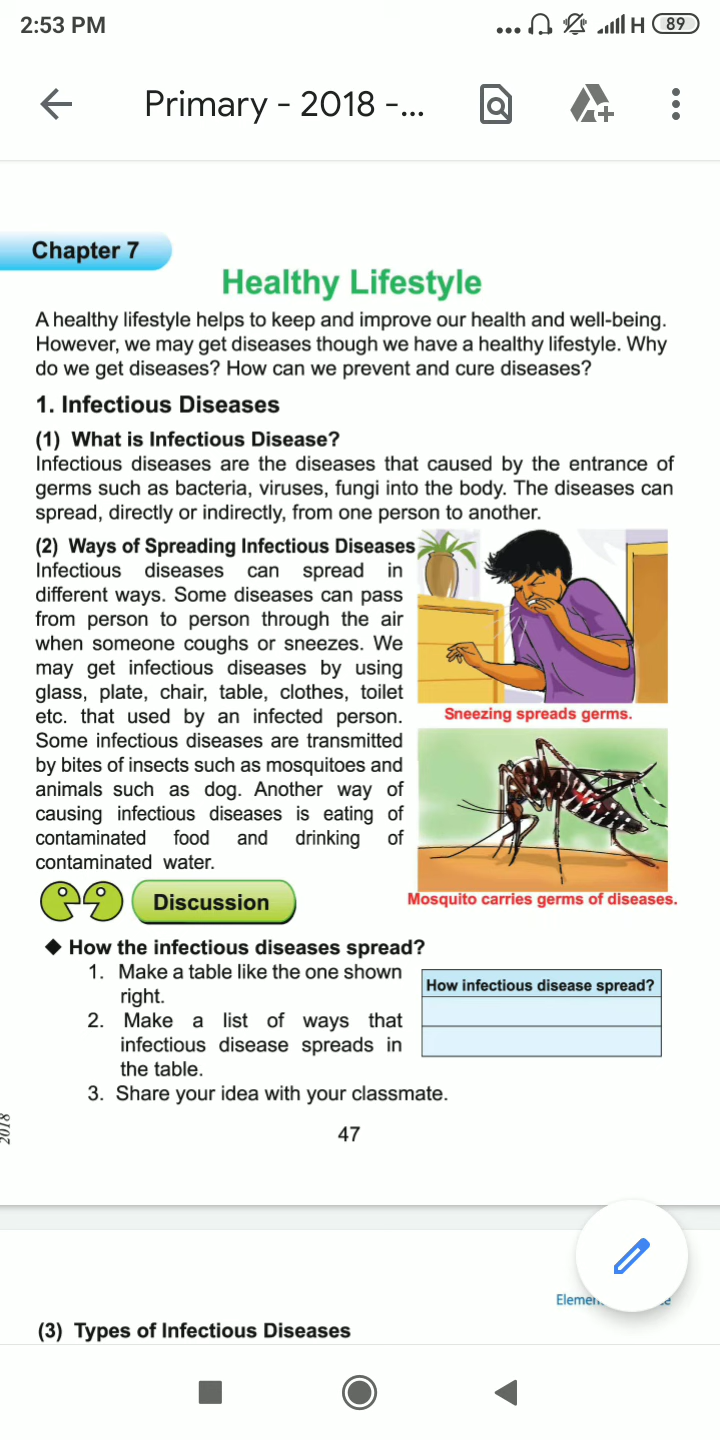 2:53 PM
... H 89
Primary - 2018 -...
Chapter 7
Healthy Lifestyle
A healthy lifestyle helps to keep and improve our health and well-being.
However, we may get diseases though we have a healthy lifestyle. Why
do we get diseases? How can we prevent and cure diseases?
1. Infectious Diseases
(1) What is Infectious Disease?
Infectious diseases are the diseases that caused by the entrance of
germs such as bacteria, viruses, fungi into the body. The diseases can
spread, directly or indirectly, from one person to another.
(2) Ways of Spreading Infectious Diseases
Infectious diseases can spread in
different ways. Some diseases can pass
from person to person through the air
when someone coughs or sneezes. We
may get infectious diseases by using
glass, plate, chair, table, clothes, toilet
etc. that used by an infected person.
Some infectious diseases are transmitted
by bites of insects such as mosquitoes and
animals such as dog. Another way of
causing infectious diseases is eating of
contaminated food and drinking of
contaminated water.
Sneezing spreads germs.
Mosquito carries germs of diseases.
Discussion
◆ How the infectious diseases spread?
1. Make a table like the one shown
right.
2. Make a list of ways that
infectious disease spreads in
the table.
3. Share your idea with your classmate.
How infectious disease spread?
2018
47
(3) Types of Infectious Diseases